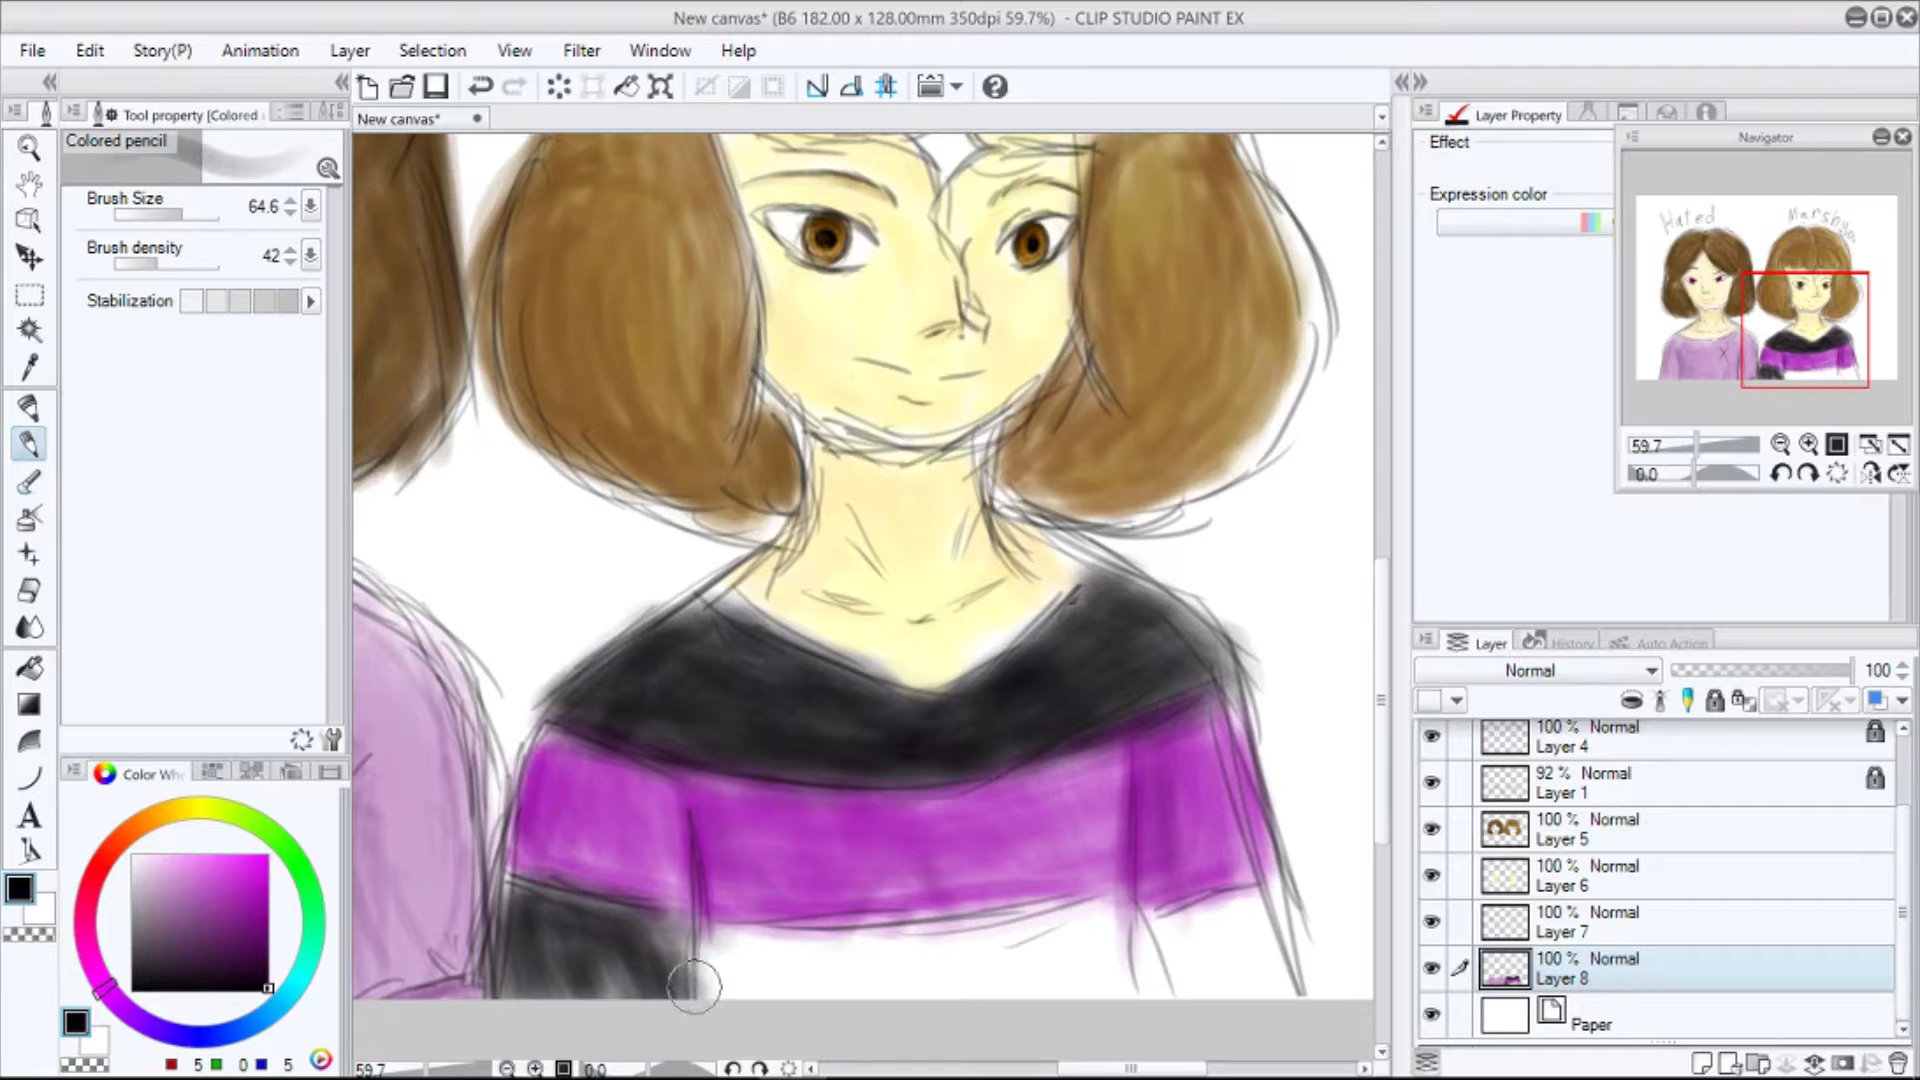 New canvas* (B6 182.00 x 128.00mm 350dpi 59.7%) - CLIP STUDIO PAINT EX
File Edit Story(P) Animation Layer Selection View Filter Window Help
Tool property [Colored
New canvas*
Layer Property
Colored pencil
Effect
Navigator
Brush Size 64.6
Expression color
Hated Marsbya
Brush density 42
Stabilization
59.7
0.0
Layer History Auto Action
Normal 100
100 % Normal
Layer 4
Color Whe
92 % Normal
Layer 1
100 % Normal
Layer 5
100 % Normal
Layer 6
A
100 % Normal
Layer 7
100 % Normal
Layer 8
Paper
5 0 5
59.7 0.0